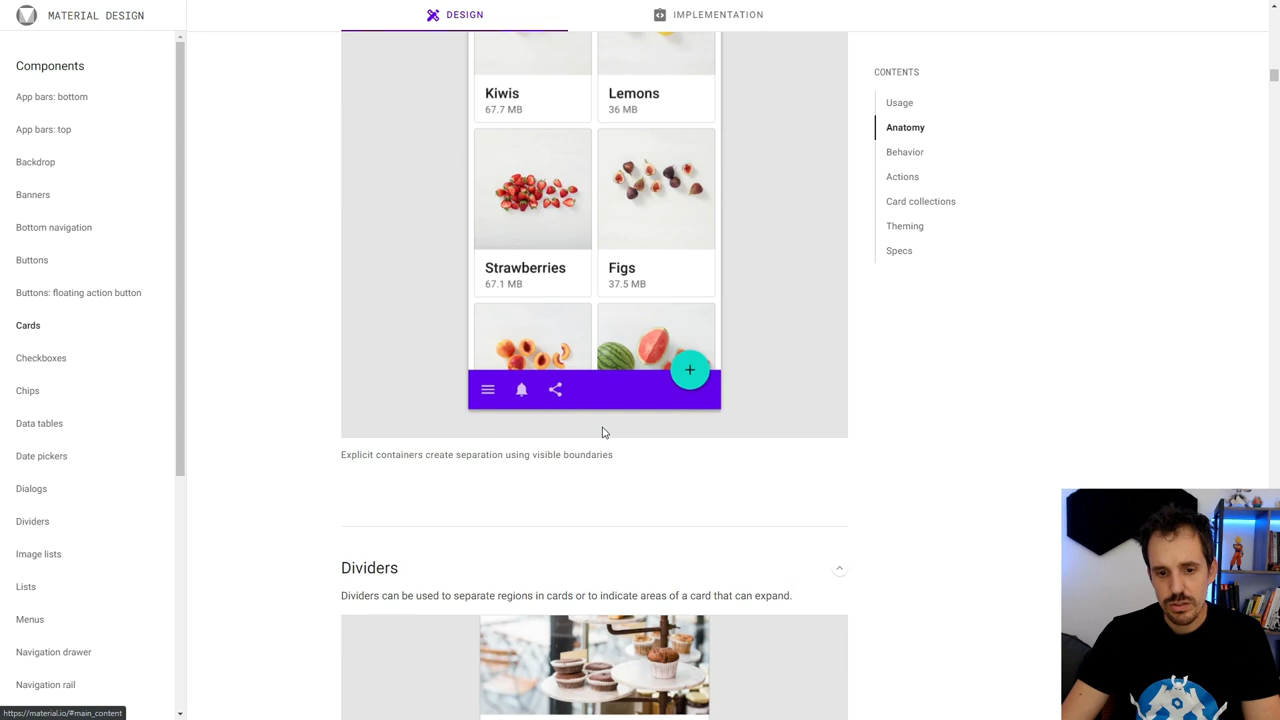 MATERIAL DESIGN
DESIGN
IMPLEMENTATION
Components
App bars: bottom
App bars: top
Backdrop
Banners
Bottom navigation
Buttons
Buttons: floating action button
Cards
Checkboxes
Chips
Data tables
Date pickers
Dialogs
Dividers
Image lists
Lists
Menus
Navigation drawer
Navigation rail
https://material.io/#main_content
Kiwis
67.7 MB
Lemons
36 MB
Strawberries
67.1 MB
Figs
37.5 MB
Explicit containers create separation using visible boundaries
Dividers
Dividers can be used to separate regions in cards or to indicate areas of a card that can expand.
CONTENTS
Usage
Anatomy
Behavior
Actions
Card collections
Theming
Specs